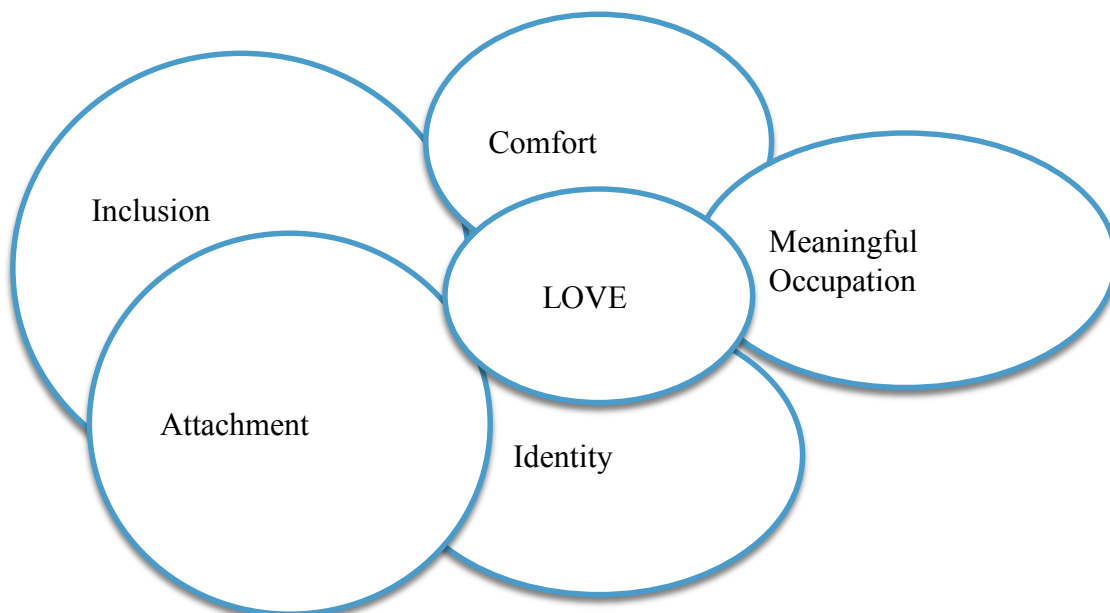 Comfort
Inclusion
Meaningful
Occupation
LOVE
Attachment
Identity